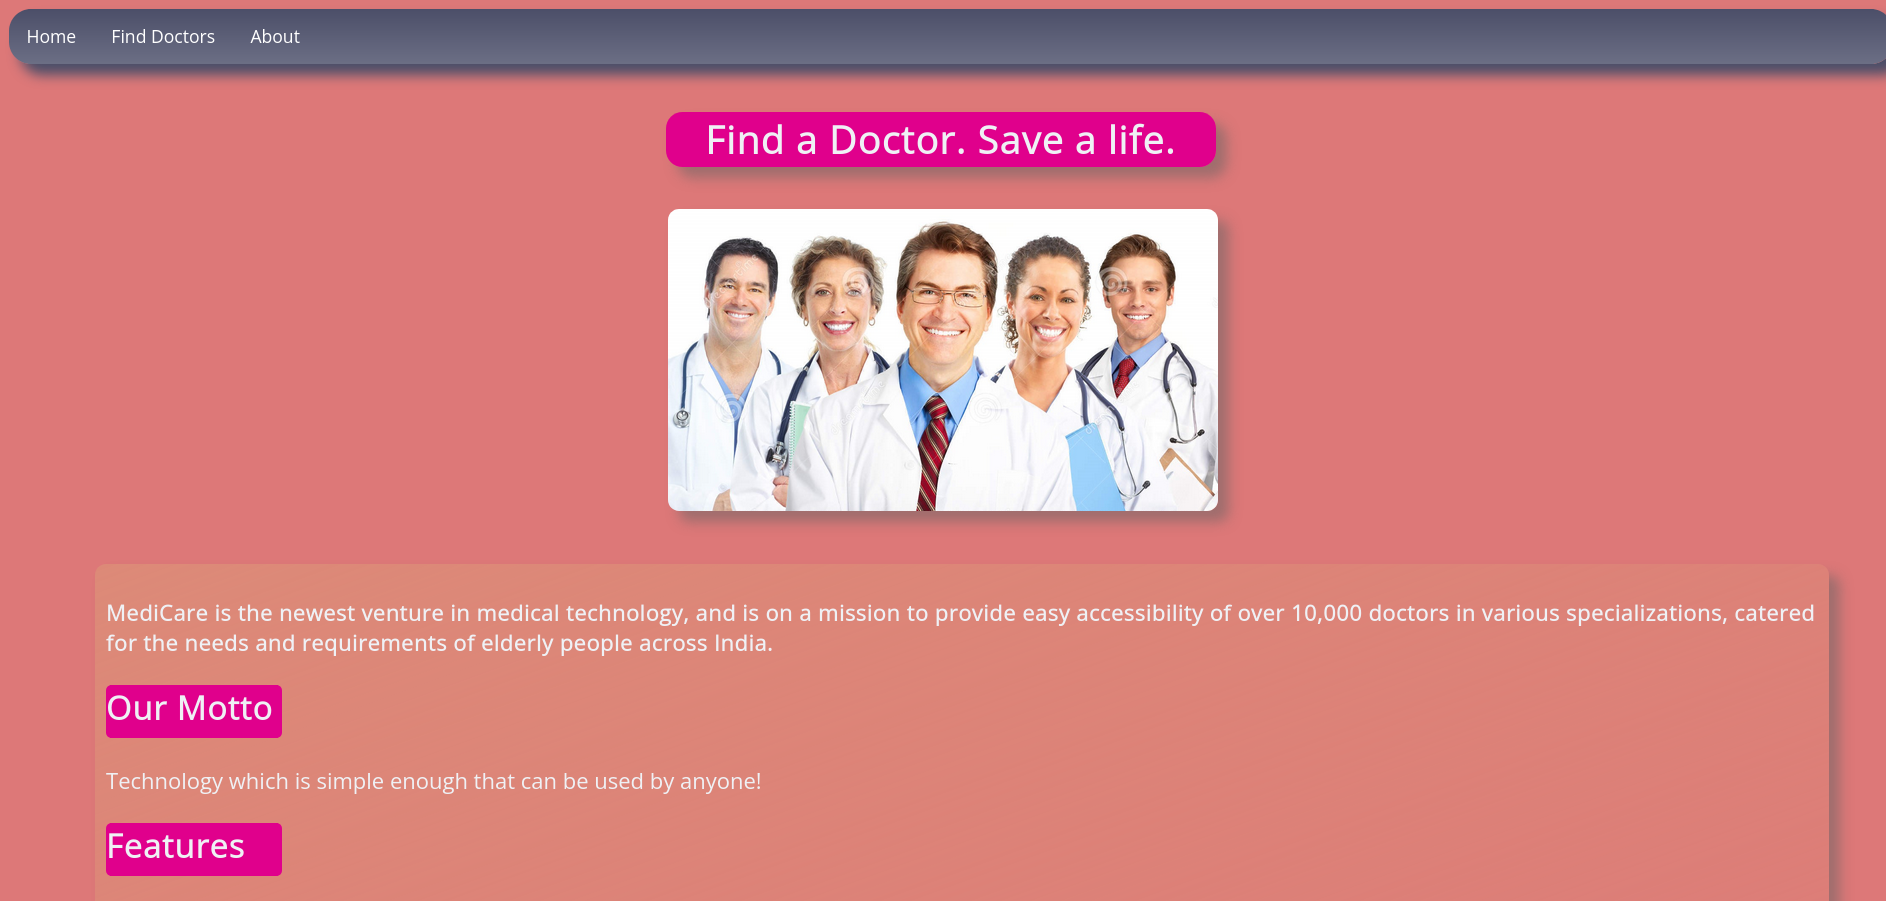 Home Find Doctors About
Find a Doctor. Save a life.
MediCare is the newest venture in medical technology, and is on a mission to provide easy accessibility of over 10,000 doctors in various specializations, catered
for the needs and requirements of elderly people across India.
Our Motto
Technology which is simple enough that can be used by anyone!
Features